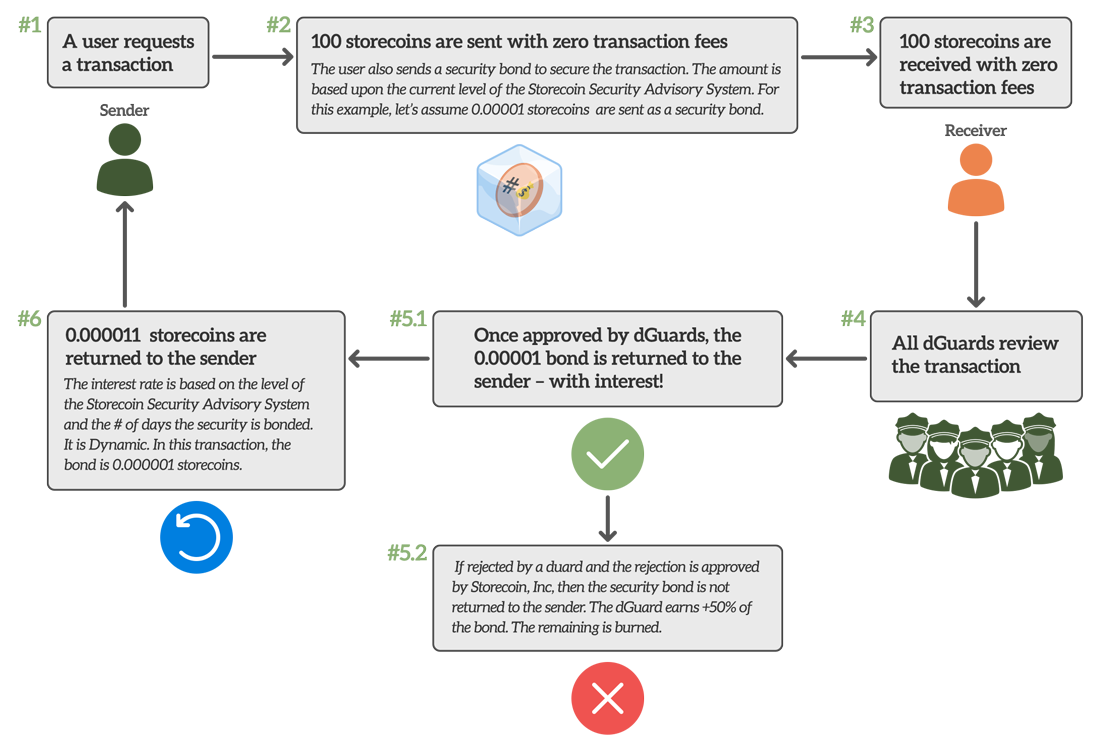 #1
A user requests
a transaction
Sender
#2
100 storecoins are sent with zero transaction fees
The user also sends a security bond to secure the transaction. The amount is
based upon the current level of the Storecoin Security Advisory System. For
this example, let's assume 0.00001 storecoins are sent as a security bond.
#
$
#3
100 storecoins are
received with zero
transaction fees
Receiver
#4
All dGuards review
the transaction
#5.1
Once approved by dGuards, the
0.00001 bond is returned to the
sender – with interest!
#5.2
If rejected by a duard and the rejection is approved
by Storecoin, Inc, then the security bond is not
returned to the sender. The dGuard earns +50% of
the bond. The remaining is burned.
#6
0.000011 storecoins are
returned to the sender
The interest rate is based on the level of
the Storecoin Security Advisory System
and the # of days the security is bonded.
It is Dynamic. In this transaction, the
bond is 0.000001 storecoins.